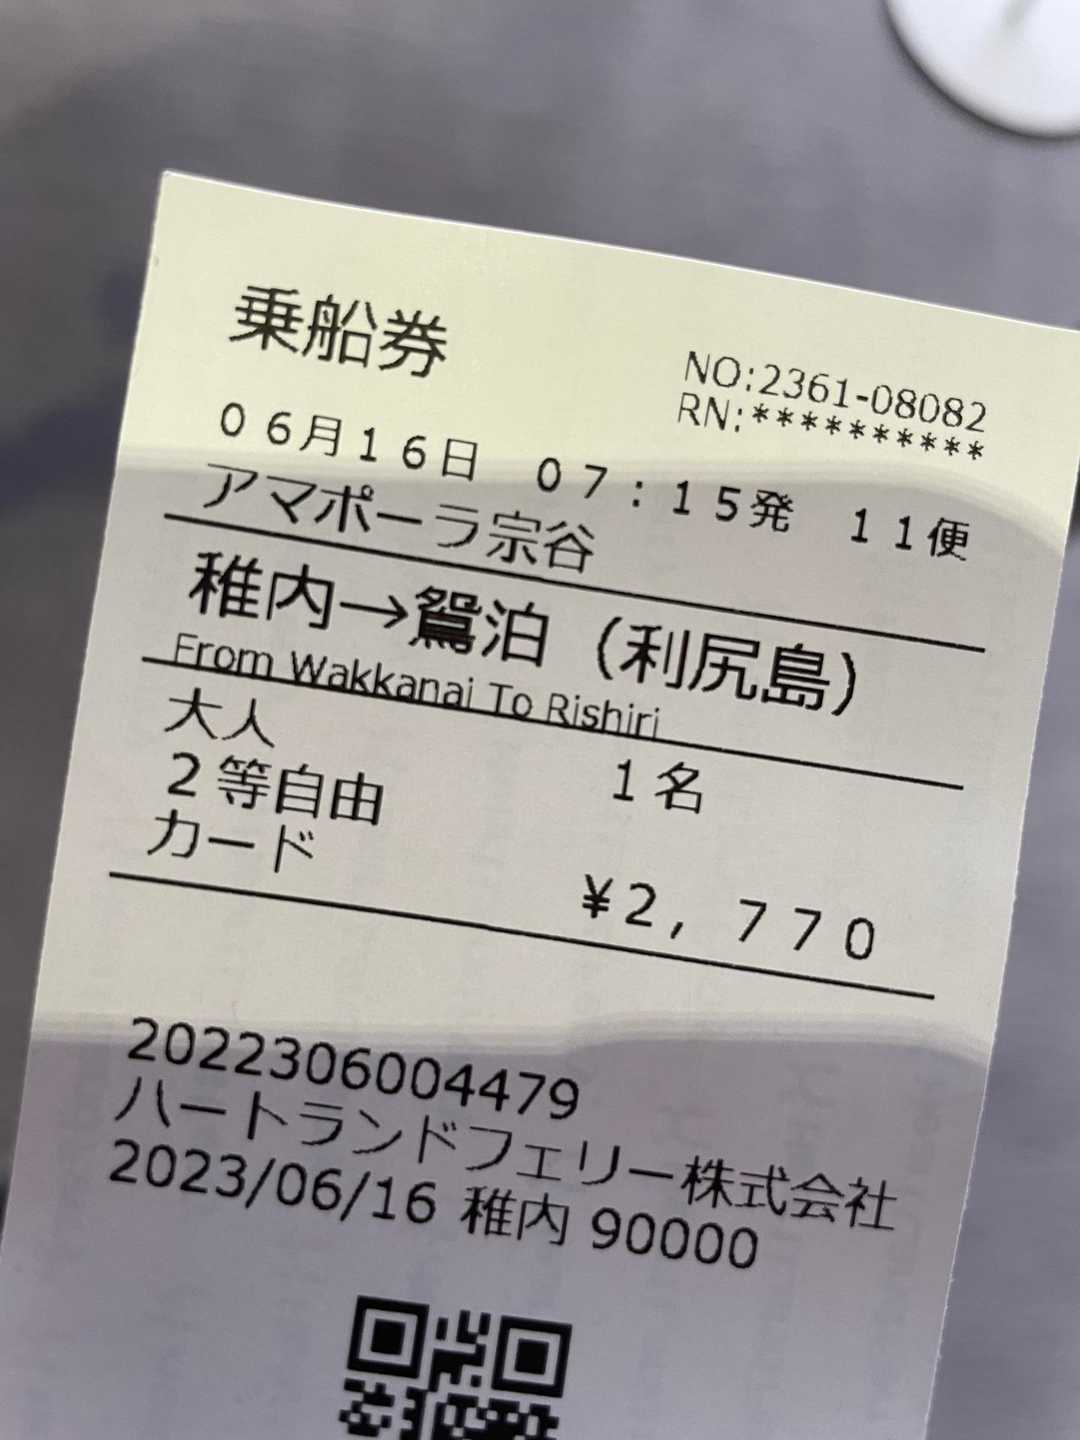 乗船券
NO:2361-08082
RN:**********
06月16日 07:15発 11便
アマポーラ宗谷
稚内→鴛泊（利尻島）
From Wakkanai To Rishiri
大人 1名
2等自由
カード ¥2,770
2022306004479
ハートランドフェリー株式会社
2023/06/16 稚内 90000